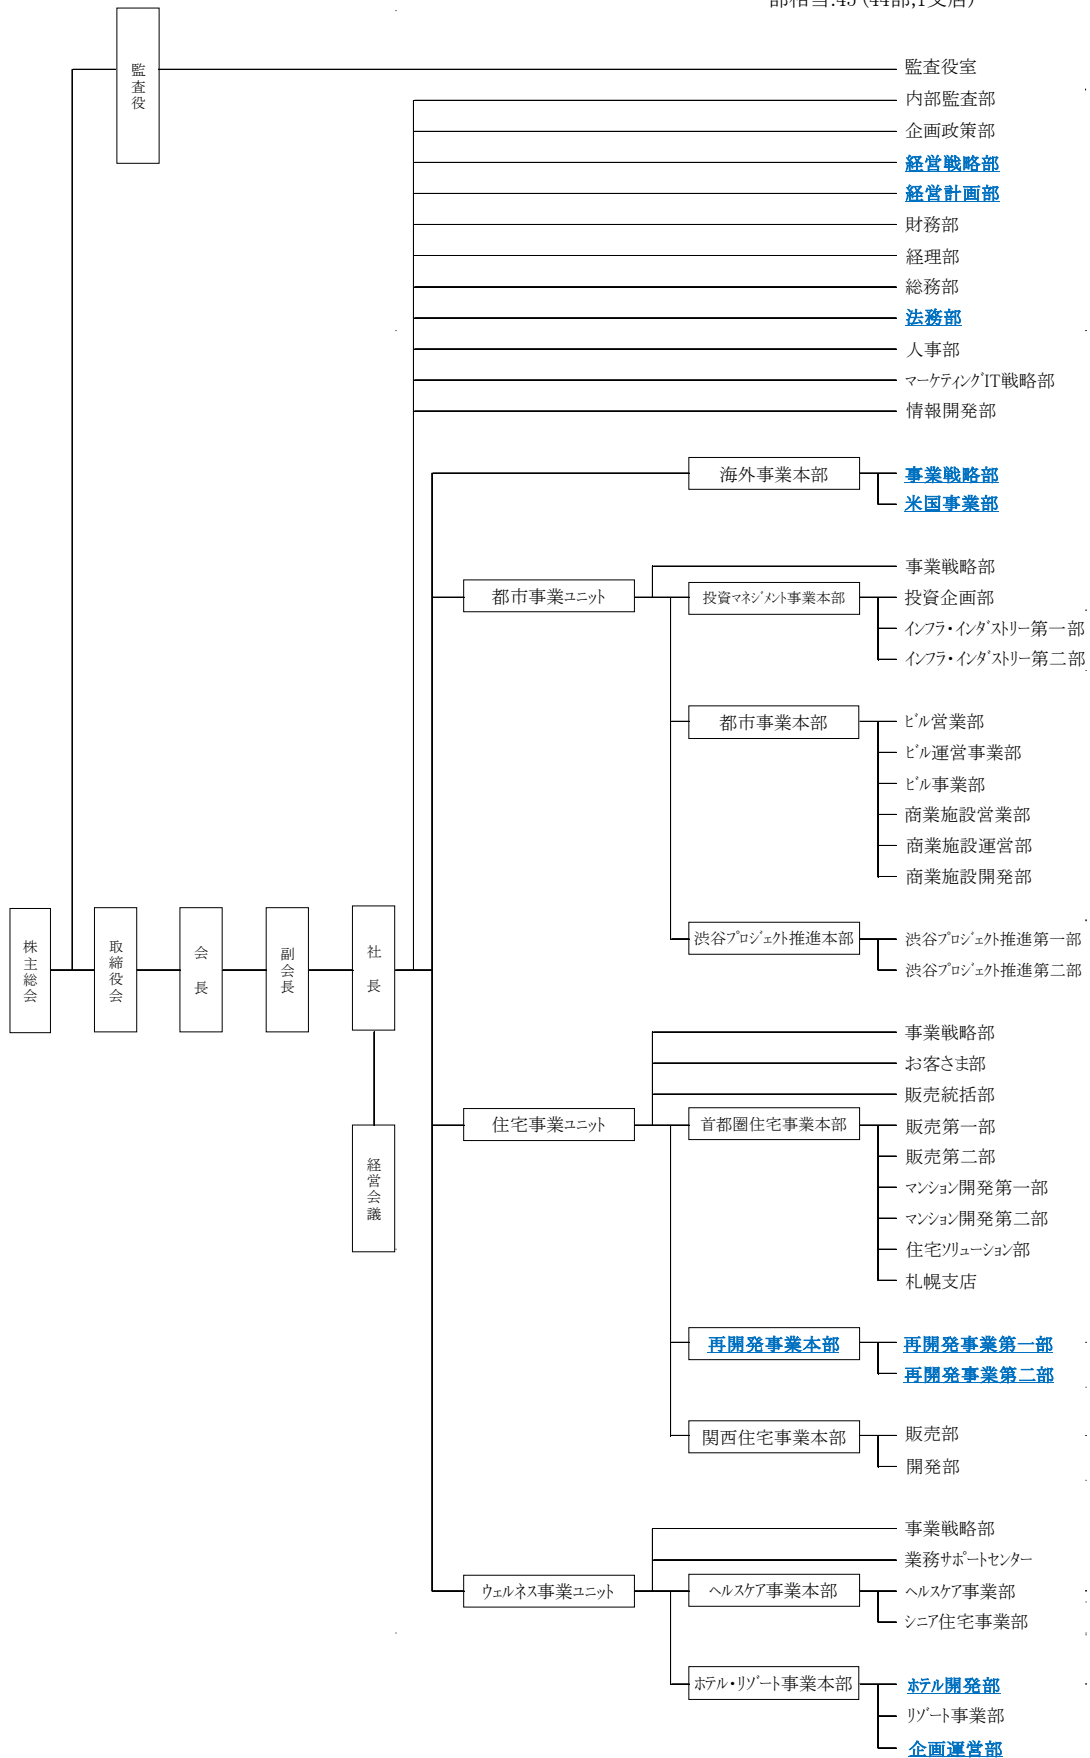 部相当:45 (44部,1支店)
監査役
監査役室
内部監査部
企画政策部
経営戦略部
経営計画部
財務部
経理部
総務部
法務部
人事部
マーケティングIT戦略部
情報開発部
海外事業本部
事業戦略部
米国事業部
都市事業ユニット
事業戦略部
投資マネジメント事業本部
投資企画部
インフラ・インダストリー第一部
インフラ・インダストリー第二部
都市事業本部
ビル営業部
ビル運営事業部
ビル事業部
商業施設営業部
商業施設運営部
商業施設開発部
渋谷プロジェクト推進本部
渋谷プロジェクト推進第一部
渋谷プロジェクト推進第二部
株主総会
取締役会
会長
副会長
社長
経営会議
住宅事業ユニット
事業戦略部
お客さま部
販売統括部
首都圏住宅事業本部
販売第一部
販売第二部
マンション開発第一部
マンション開発第二部
住宅ソリューション部
札幌支店
再開発事業本部
再開発事業第一部
再開発事業第二部
関西住宅事業本部
販売部
開発部
ウェルネス事業ユニット
事業戦略部
業務サポートセンター
ヘルスケア事業本部
ヘルスケア事業部
シニア住宅事業部
ホテル・リゾート事業本部
ホテル開発部
リゾート事業部
企画運営部